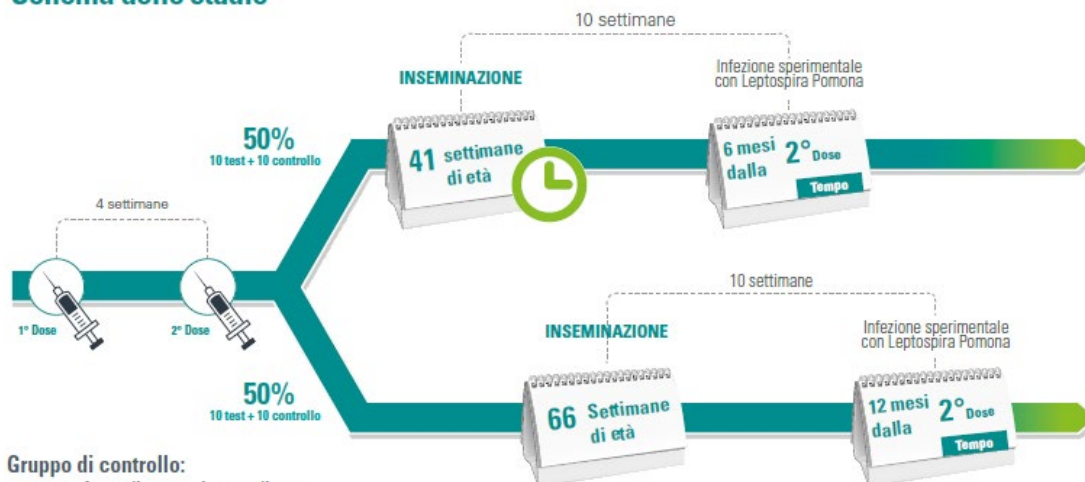 10 settimane
INSEMINAZIONE
Infezione sperimentale
con Leptospira Pomona
50%
10 test + 10 controllo
41 settimane
di età
6 mesi
dalla
2° Dose
Tempo
4 settimane
1° Dose
2° Dose
10 settimane
INSEMINAZIONE
Infezione sperimentale
con Leptospira Pomona
50%
10 test + 10 controllo
66 Settimane
di età
12 mesi
dalla
2° Dose
Tempo
Gruppo di controllo: